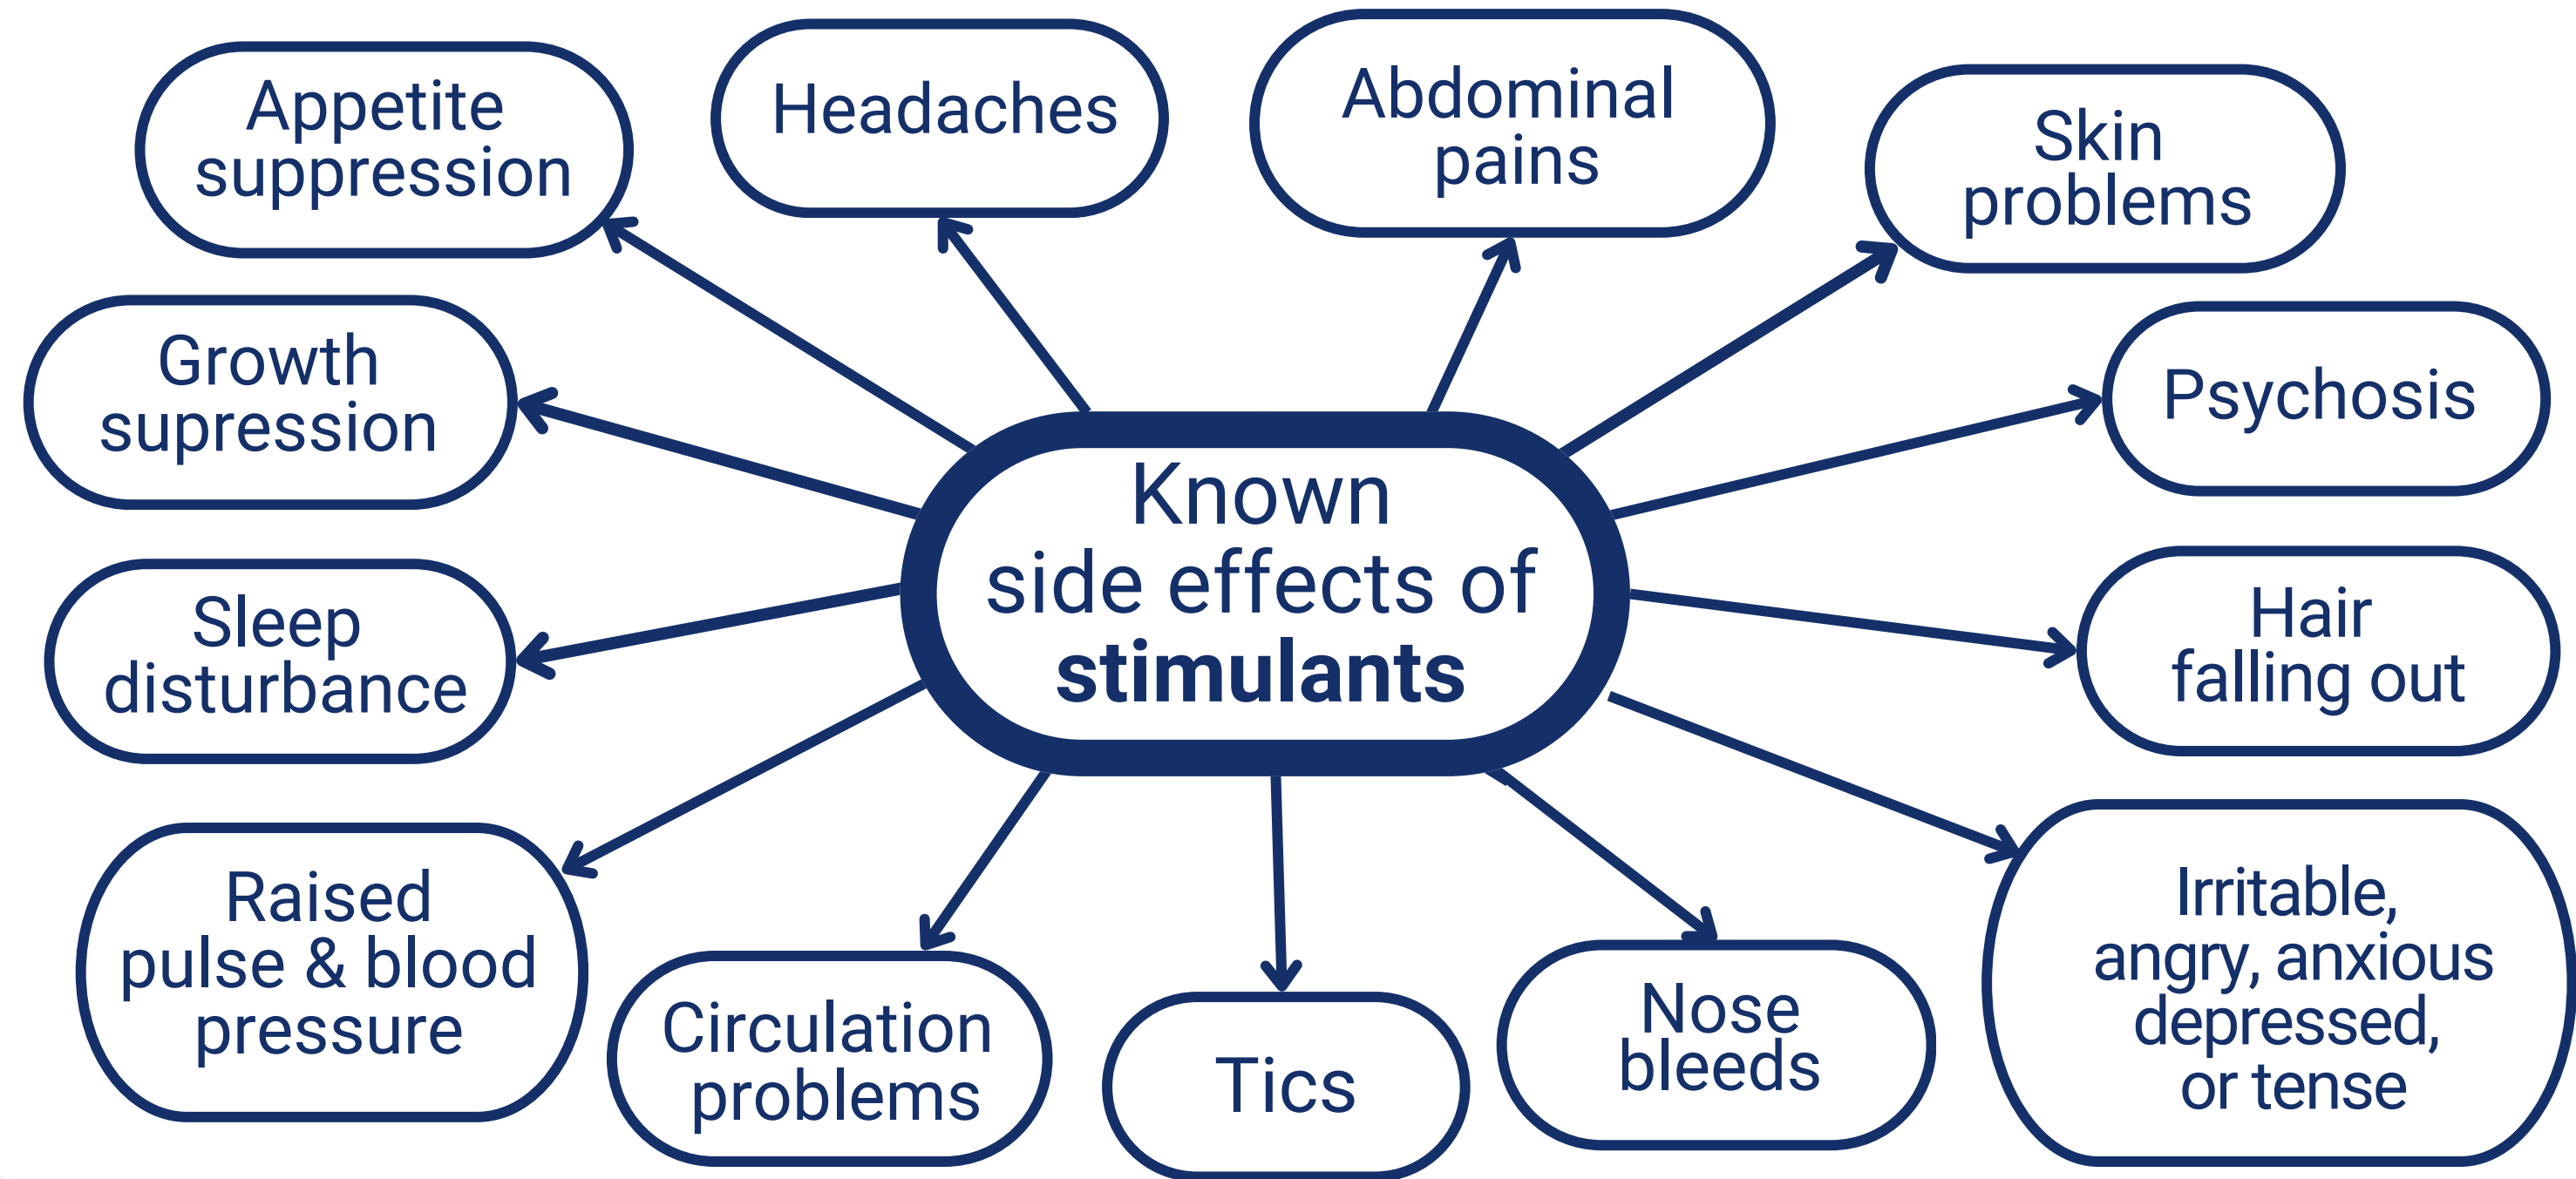 Appetite
suppression
Headaches
Abdominal
pains
Skin
problems
Growth
supression
Psychosis
Known
side effects of
stimulants
Sleep
disturbance
Hair
falling out
Raised
pulse & blood
pressure
Circulation
problems
Tics
Nose
bleeds
Irritable,
angry, anxious
depressed,
or tense